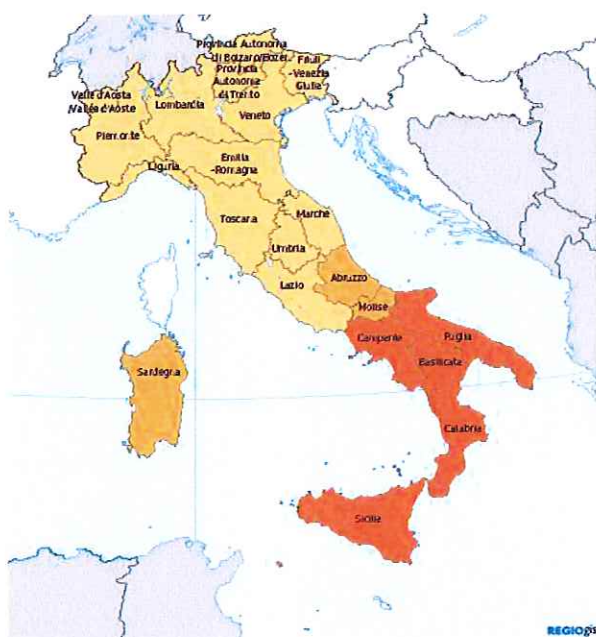 Provincia Autonoma
di Bolzano/Bozen
Provincia
Autonoma
di Trento
Friuli
-Venezia
Giulia
Valle d'Aosta
/Vallée d'Aoste
Lombardia
Veneto
Piemonte
Liguria
Emilia
-Romagna
Toscana
Marche
Umbria
Lazio
Abruzzo
Molise
Campania
Puglia
Basilicata
Sardegna
Calabria
Sicilia
REGIOgis